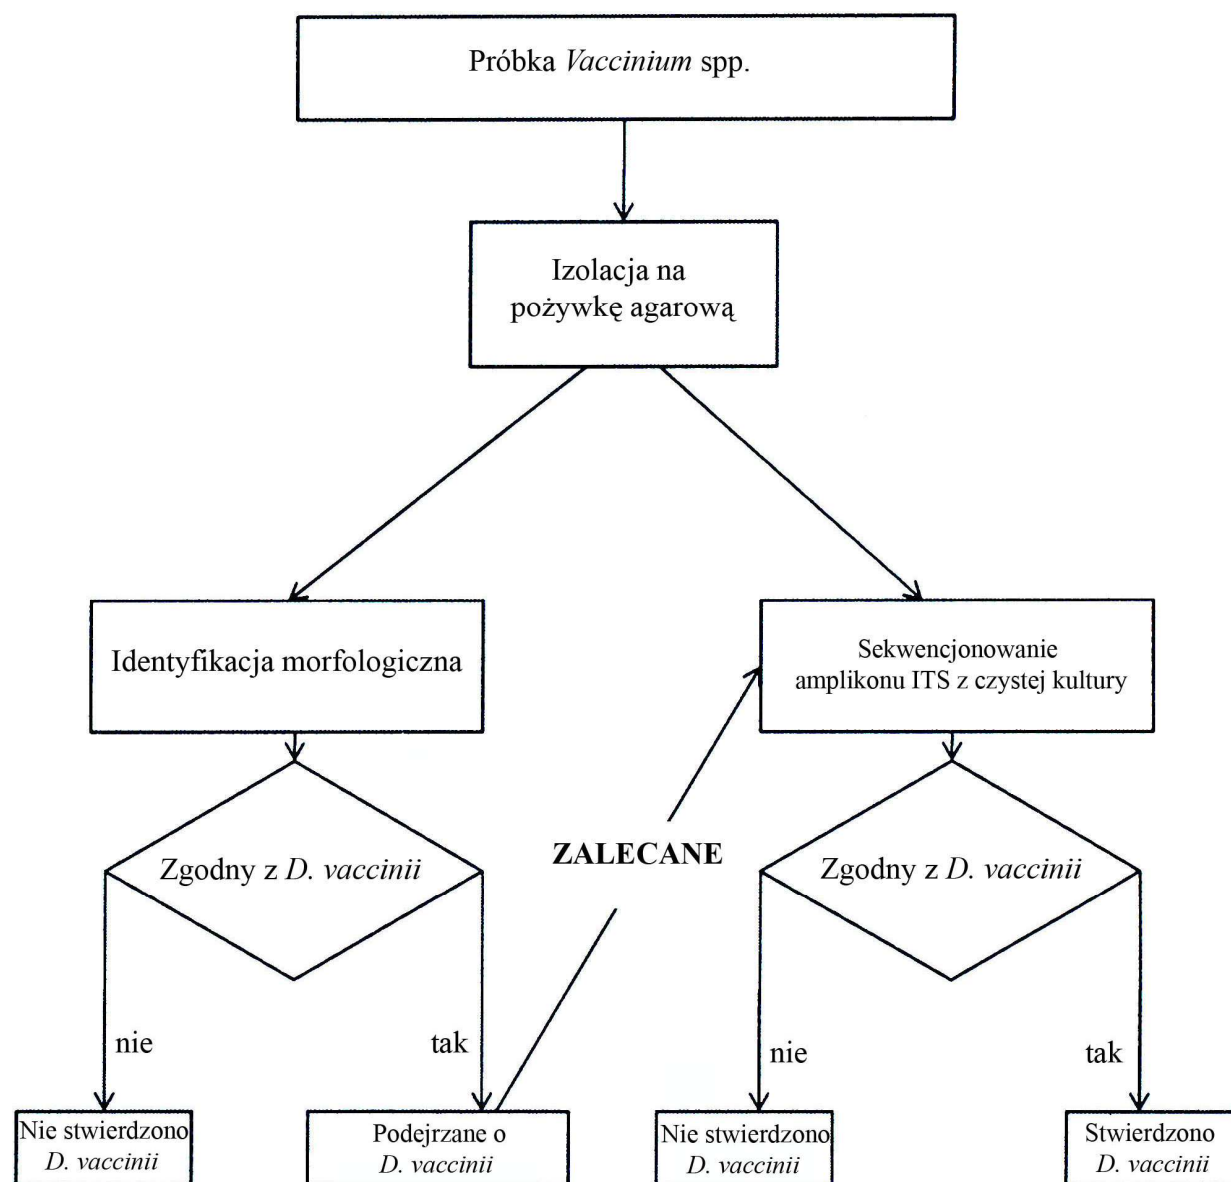 Próbka Vaccinium spp.
Izolacja na
pożywkę agarową
Identyfikacja morfologiczna
Sekwencjonowanie
amplikonu ITS z czystej kultury
Zgodny z D. vaccinii
ZALECANE
Zgodny z D. vaccinii
nie
tak
nie
tak
Nie stwierdzono
D. vaccinii
Podejrzane o
D. vaccinii
Nie stwierdzono
D. vaccinii
Stwierdzono
D. vaccinii